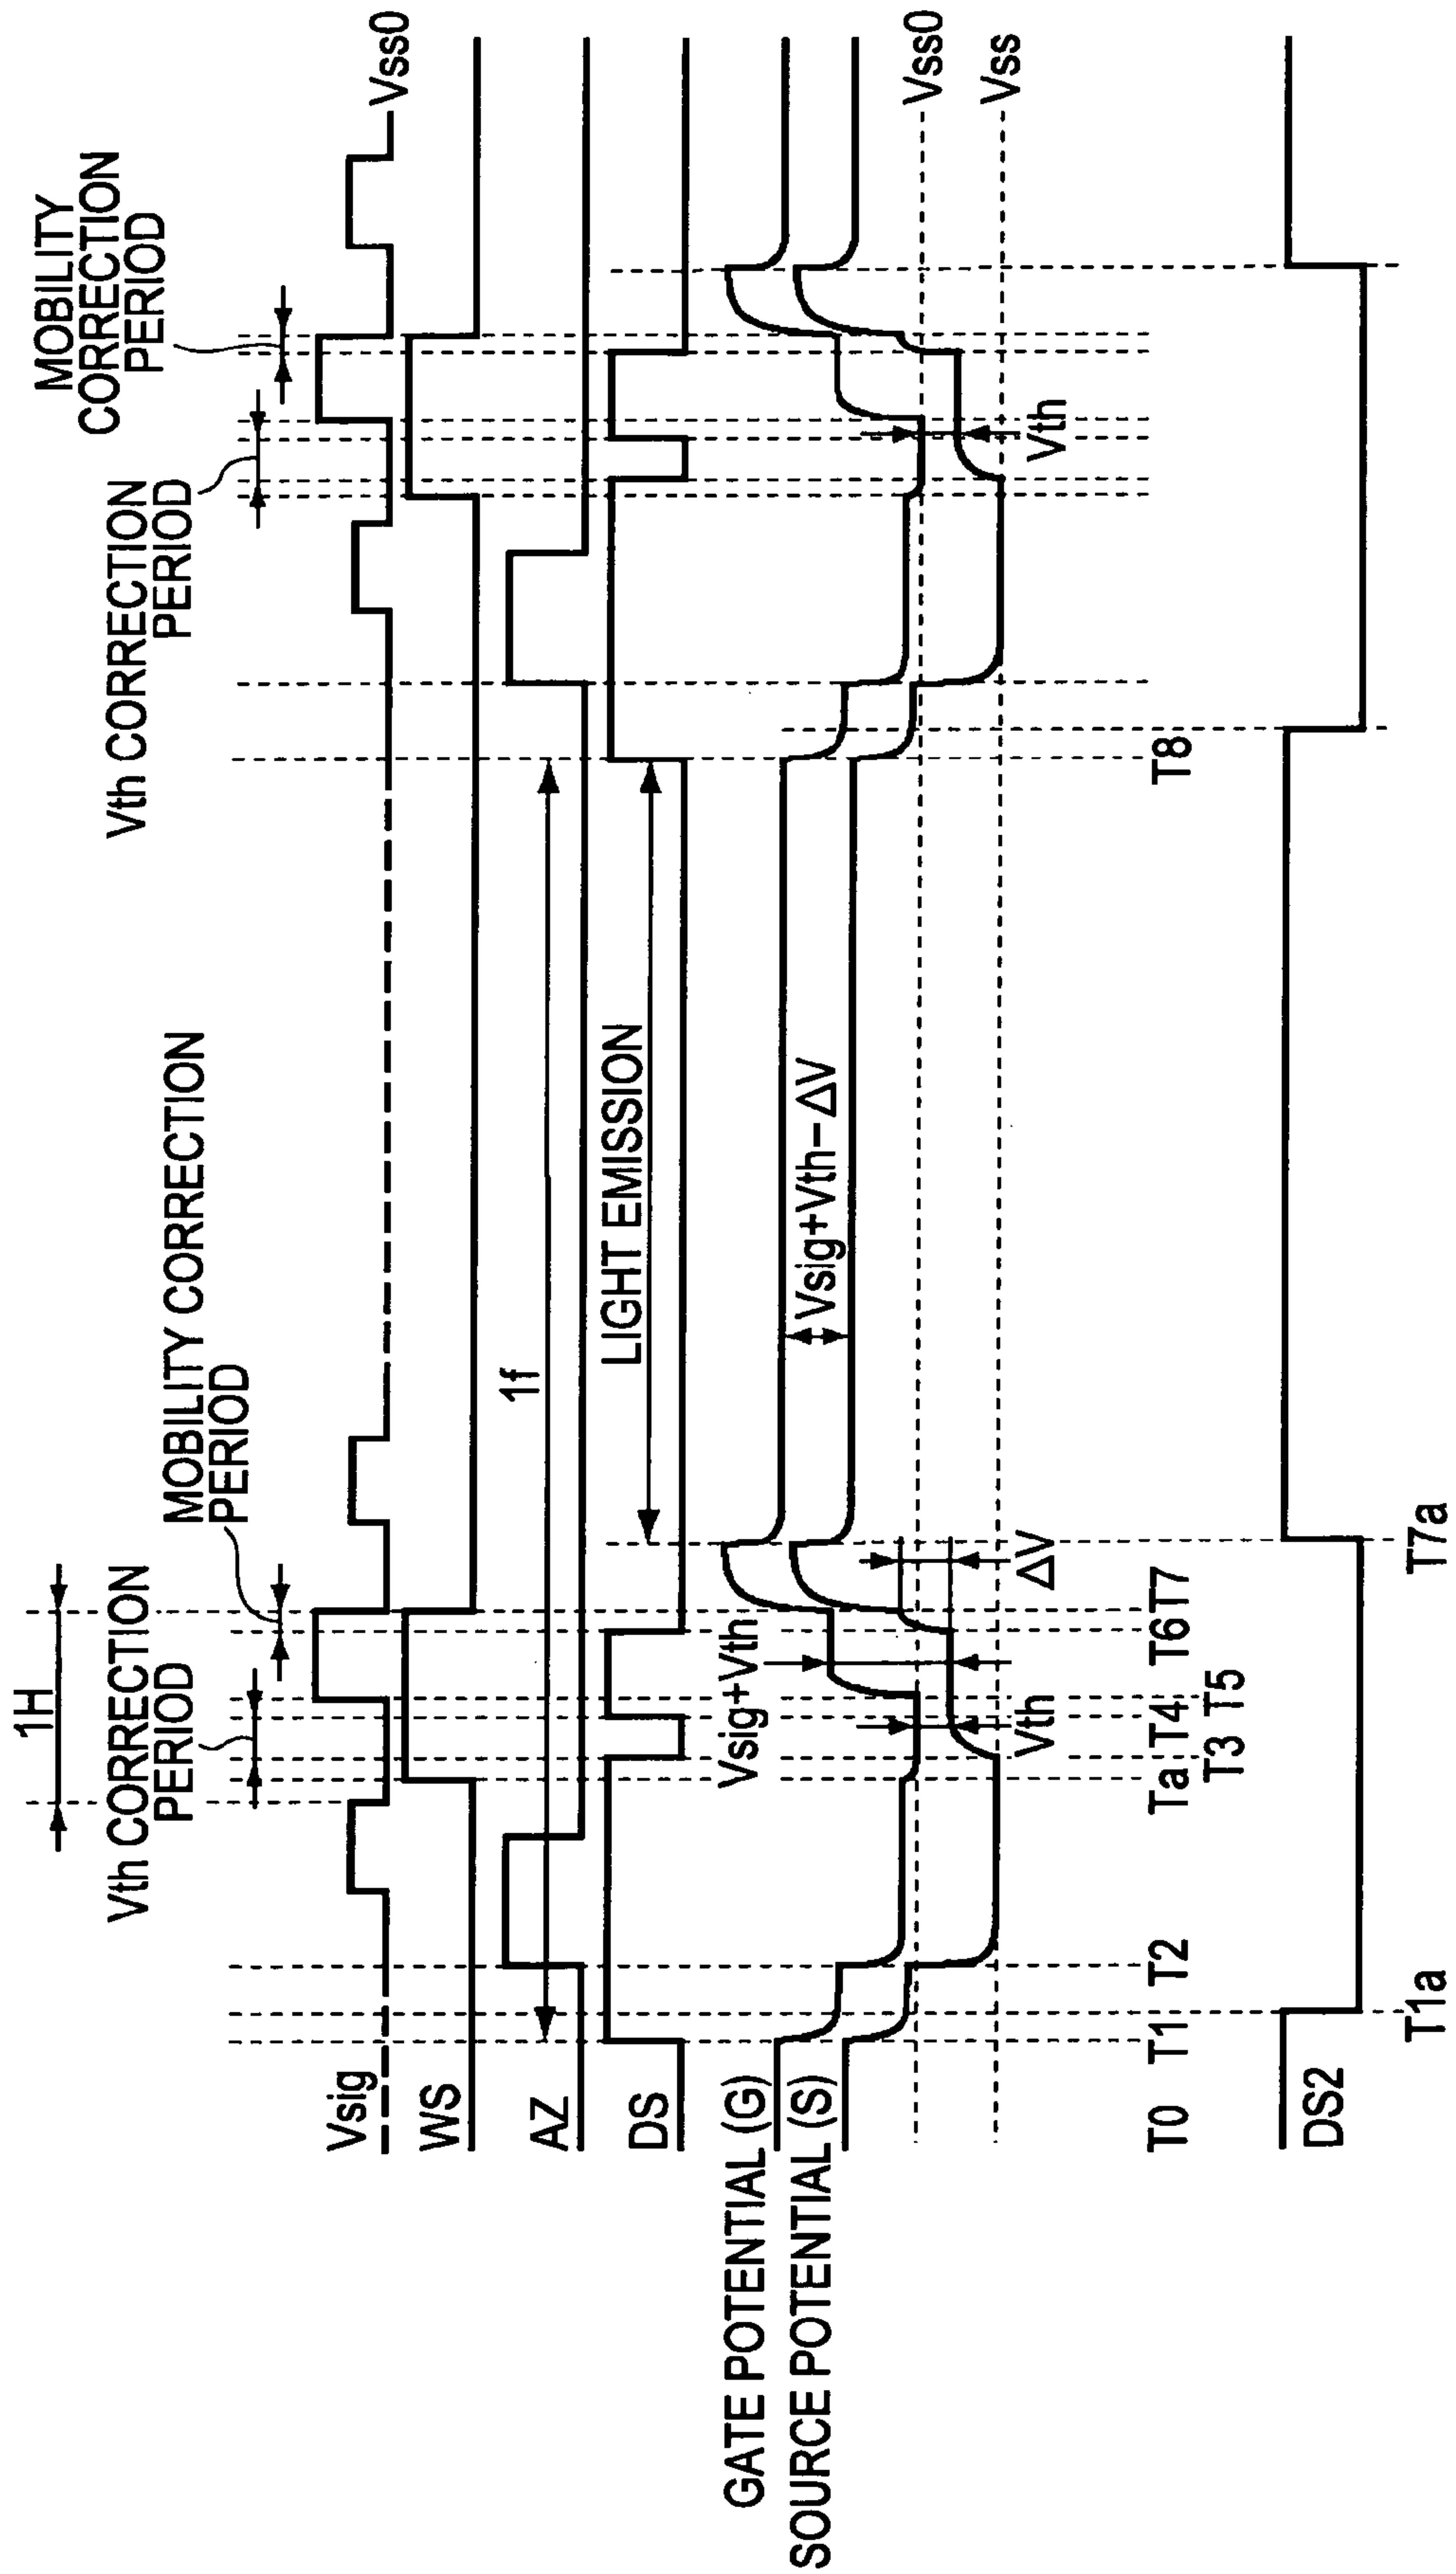 1H
Vth CORRECTION
PERIOD
MOBILITY CORRECTION
PERIOD
Vth CORRECTION
PERIOD
MOBILITY
CORRECTION
PERIOD
Vsig
Vss0
WS
AZ
1f
DS
LIGHT EMISSION
GATE POTENTIAL (G)
SOURCE POTENTIAL (S)
Vsig+Vth
Vsig+Vth−ΔV
Vss0
Vss
Vth
ΔV
Vth
T0
T1
T2
Ta
T4
T6
T7
T8
T3
T5
DS2
T1a
T7a